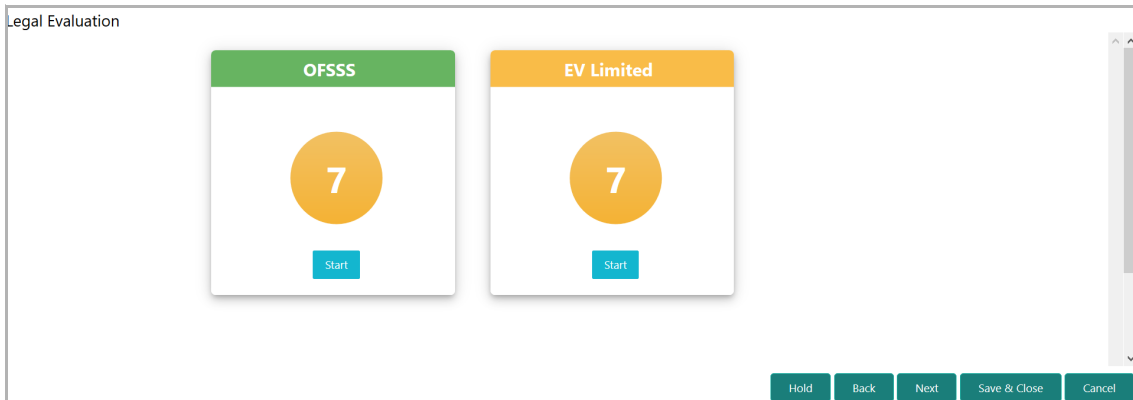 Legal Evaluation
OFSSS
EV Limited
7
7
Start
Start
Hold
Back
Next
Save & Close
Cancel